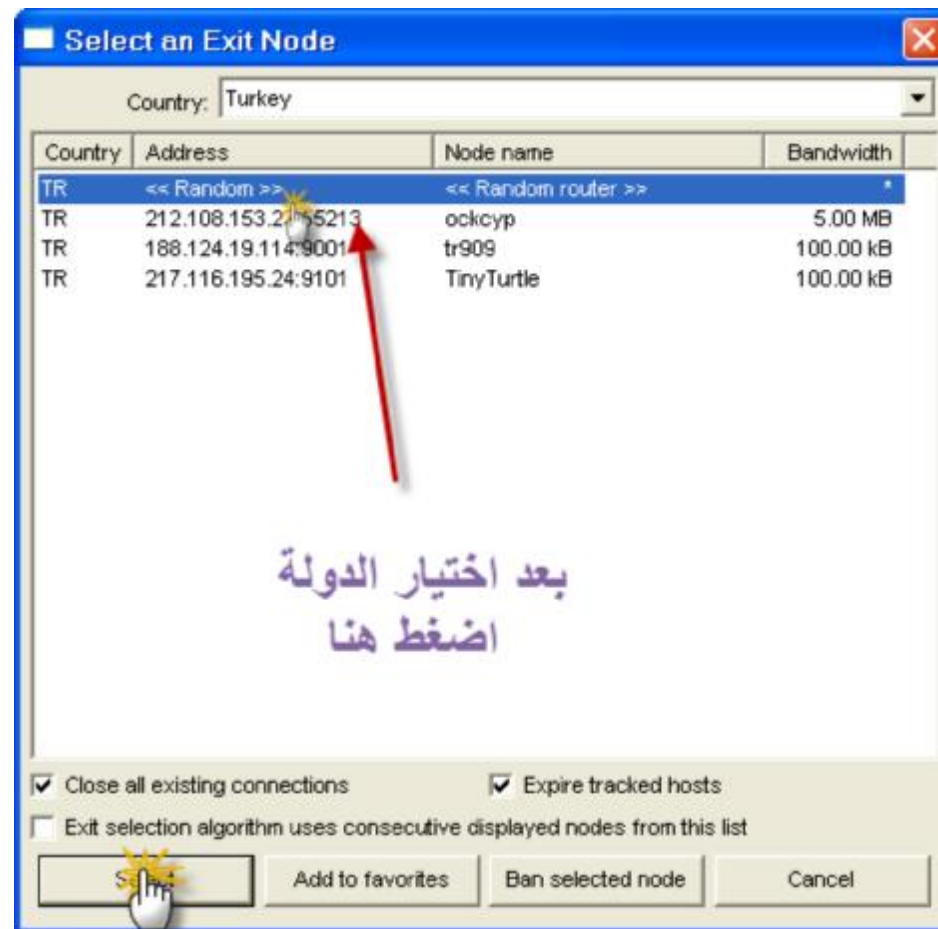 Select an Exit Node
Country: Turkey
Country Address Node name Bandwidth
TR << Random >> << Random router >> *
TR 212.108.153.2 5213 ockcyp 5.00 MB
TR 188.124.19.114:9001 tr909 100.00 kB
TR 217.116.195.24:9101 TinyTurtle 100.00 kB
بعد اختيار الدولة
اضغط هنا
Close all existing connections Expire tracked hosts
Exit selection algorithm uses consecutive displayed nodes from this list
Add to favorites Ban selected node Cancel